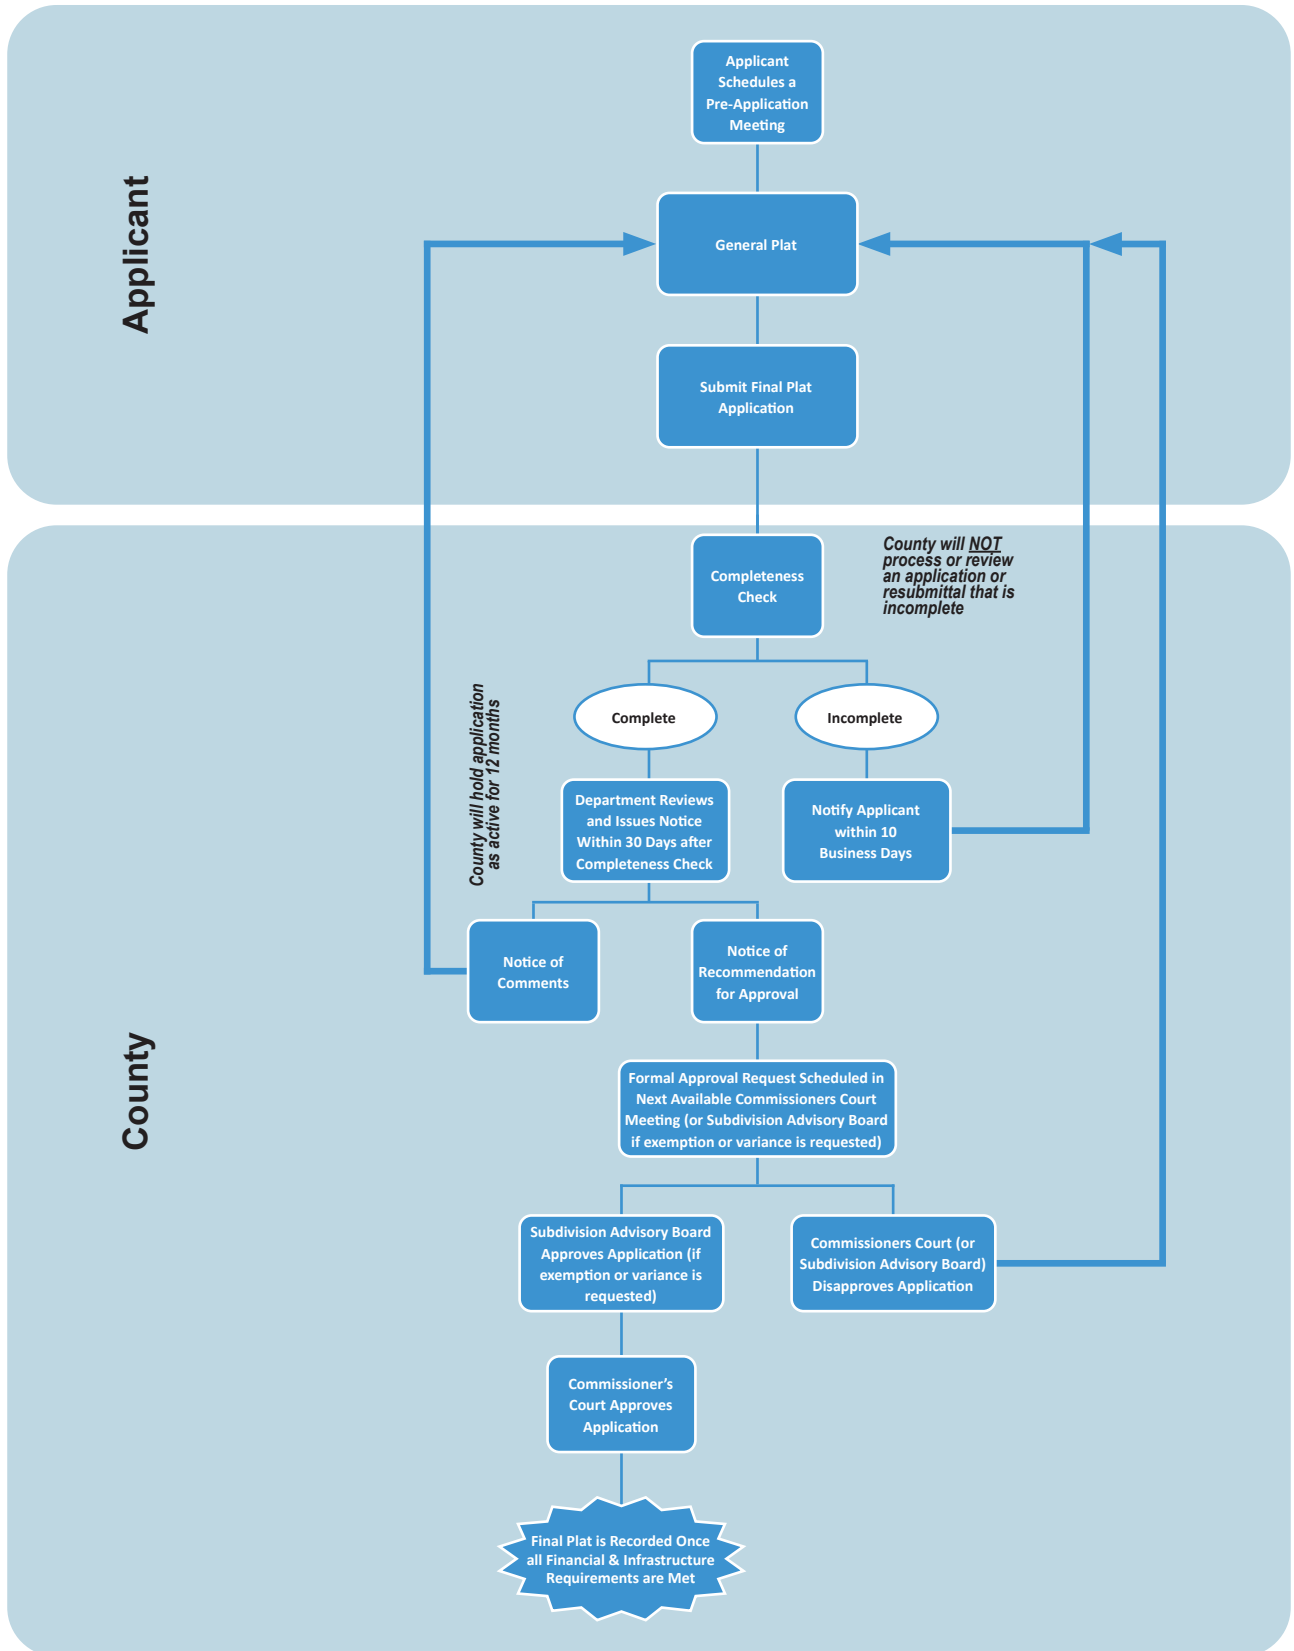 Applicant
Applicant
Schedules a
Pre-Application
Meeting
General Plat
Submit Final Plat
Application
County
Completeness
Check
County will NOT
process or review
an application or
resubmittal that is
incomplete
Complete
Incomplete
County will hold application
as active for 12 months
Department Reviews
and Issues Notice
Within 30 Days after
Completeness Check
Notify Applicant
within 10
Business Days
Notice of
Comments
Notice of
Recommendation
for Approval
Formal Approval Request Scheduled in
Next Available Commissioners Court
Meeting (or Subdivision Advisory Board
if exemption or variance is requested)
Subdivision Advisory Board
Approves Application (if
exemption or variance is
requested)
Commissioners Court (or
Subdivision Advisory Board)
Disapproves Application
Commissioner’s
Court Approves
Application
Final Plat is Recorded Once
all Financial & Infrastructure
Requirements are Met